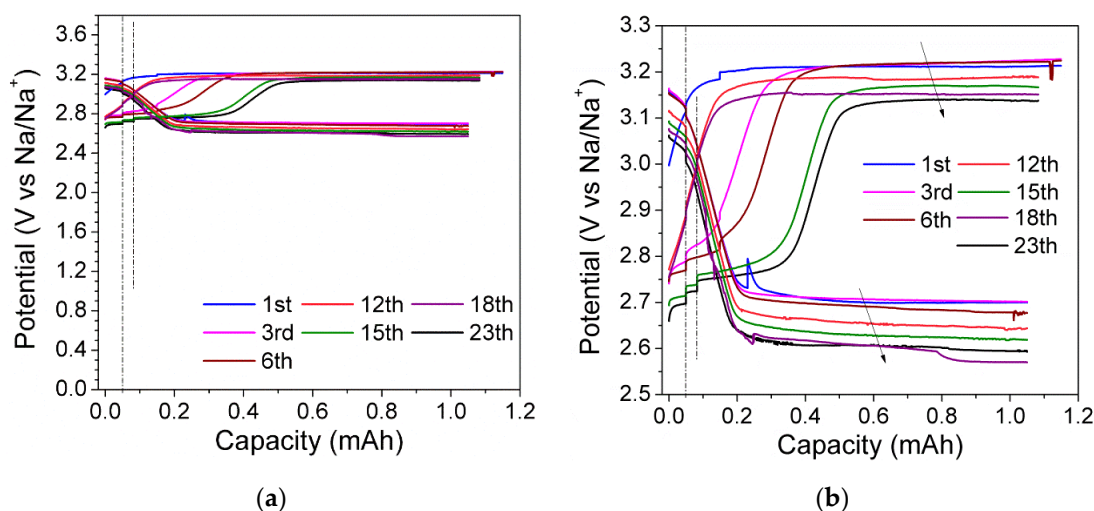 Potential (V vs Na/Na⁺)
3.6
3.2
2.8
2.4
2.0
1.6
1.2
0.8
0.4
0.0
1st 12th 18th
3rd 15th 23th
6th
0.0 0.2 0.4 0.6 0.8 1.0 1.2
Capacity (mAh)
(a)
Potential (V vs Na/Na⁺)
3.3
3.2
3.1
3.0
2.9
2.8
2.7
2.6
2.5
1st 12th
3rd 15th
6th 18th
23th
0.0 0.2 0.4 0.6 0.8 1.0 1.2
Capacity (mAh)
(b)